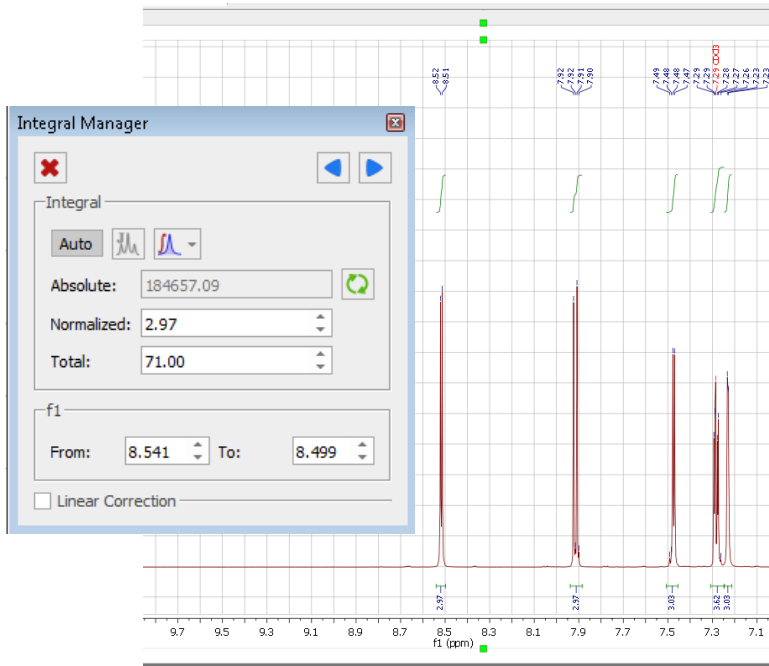 8.52
8.51
7.92
7.92
7.91
7.90
7.49
7.48
7.48
7.47
7.29
7.29
7.29 CDCl3
7.28
7.27
7.26
7.23
7.23
Integral Manager
Integral
Auto
Absolute: 184657.09
Normalized: 2.97
Total: 71.00
f1
From: 8.541 To: 8.499
Linear Correction
2.97
2.97
3.03
3.62
3.03
9.7 9.5 9.3 9.1 8.9 8.7 8.5 8.3 8.1 7.9 7.7 7.5 7.3 7.1
f1 (ppm)